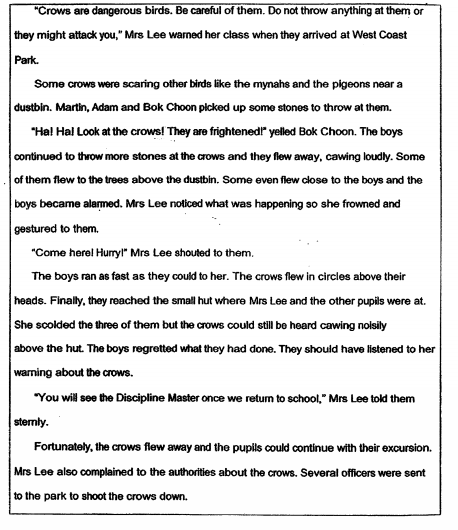 "Crows are dangerous birds. Be careful of them. Do not throw anything at them or
they might attack you," Mrs Lee warned her class when they arrived at West Coast
Park.
Some crows were scaring other birds like the mynahs and the pigeons near a
dustbin. Martin, Adam and Bok Choon picked up some stones to throw at them.
"Ha! Ha! Look at the crows! They are frightened!" yelled Bok Choon. The boys
continued to throw more stones at the crows and they flew away, cawing loudly. Some
of them flew to the trees above the dustbin. Some even flew close to the boys and the
boys became alarmed. Mrs Lee noticed what was happening so she frowned and
gestured to them.
"Come here! Hurry!" Mrs Lee shouted to them.
The boys ran as fast as they could to her. The crows flew in circles above their
heads. Finally, they reached the small hut where Mrs Lee and the other pupils were at.
She scolded the three of them but the crows could still be heard cawing noisily
above the hut. The boys regretted what they had done. They should have listened to her
warning about the crows.
"You will see the Discipline Master once we return to school," Mrs Lee told them
sternly.
Fortunately, the crows flew away and the pupils could continue with their excursion.
Mrs Lee also complained to the authorities about the crows. Several officers were sent
to the park to shoot the crows down.